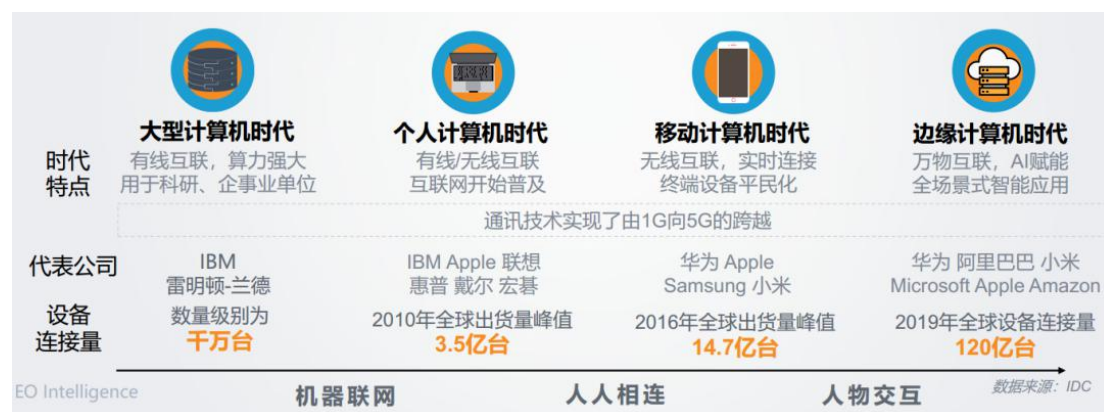 大型计算机时代 个人计算机时代 移动计算机时代 边缘计算机时代
时代
特点
有线互联，算力强大
用于科研、企事业单位
有线/无线互联
互联网开始普及
无线互联，实时连接
终端设备平民化
万物互联，AI赋能
全场景式智能应用
通讯技术实现了由1G向5G的跨越
代表公司
IBM
雷明顿-兰德
IBM Apple 联想
惠普 戴尔 宏碁
华为 Apple
Samsung 小米
华为 阿里巴巴 小米
Microsoft Apple Amazon
设备
连接量
数量级别为
千万台
2010年全球出货量峰值
3.5亿台
2016年全球出货量峰值
14.7亿台
2019年全球设备连接量
120亿台
EO Intelligence
机器联网 人人相连 人物交互
数据来源：IDC